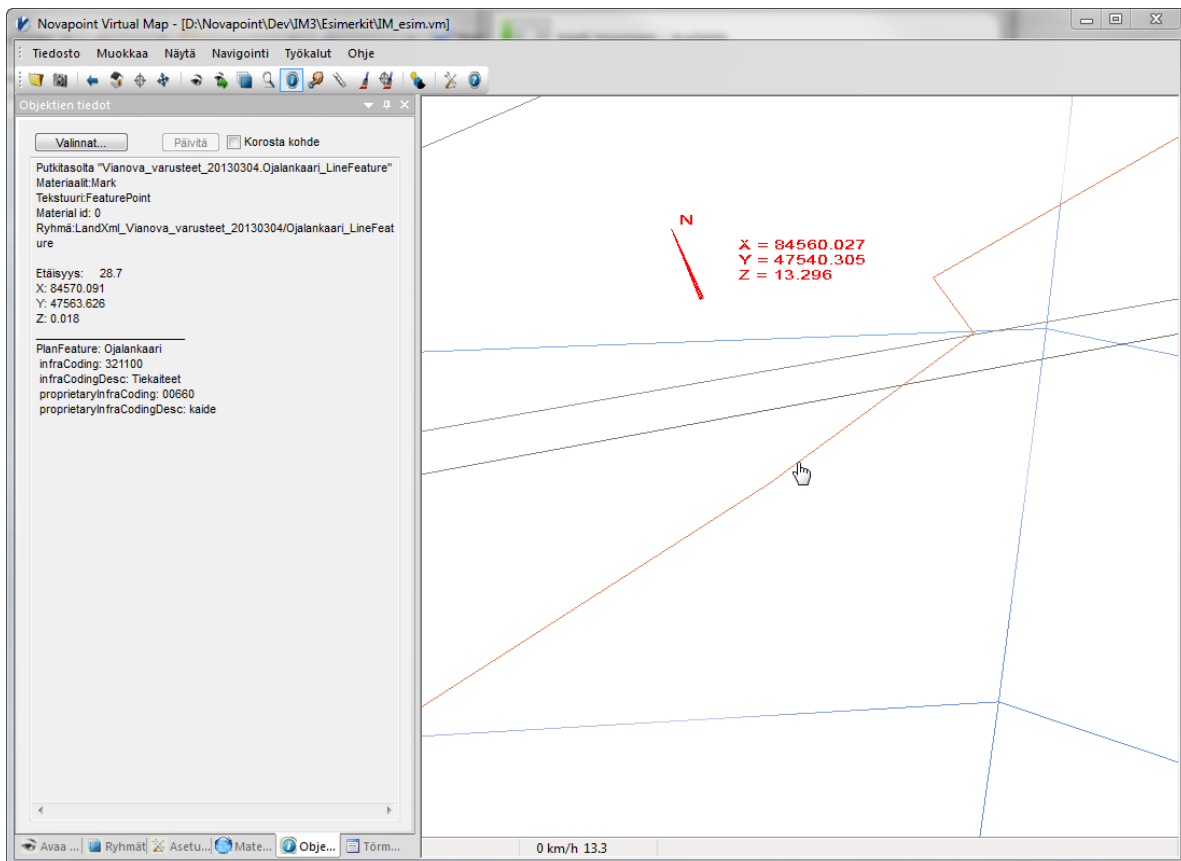 Novapoint Virtual Map - [D:\Novapoint\Dev\IM3\Esimerkit\IM_esim.vm]
Tiedosto Muokkaa Näytä Navigointi Työkalut Ohje
Objektien tiedot
Valinnat... Päivitä Korosta kohde
Putkitasolta "Vianova_varusteet_20130304.Ojalankaari_LineFeature"
Materiaalit:Mark
Tekstuuri:FeaturePoint
Material id: 0
Ryhmä:LandXml_Vianova_varusteet_20130304/Ojalankaari_LineFeat
ure
Etäisyys: 28.7
X: 84570.091
Y: 47563.626
Z: 0.018
PlanFeature: Ojalankaari
infraCoding: 321100
infraCodingDesc: Tiekaiteet
proprietaryInfraCoding: 00660
proprietaryInfraCodingDesc: kaide
N
X = 84560.027
Y = 47540.305
Z = 13.296
Avaa ... Ryhmät Asetu... Mate... Obje... Törm...
0 km/h 13.3